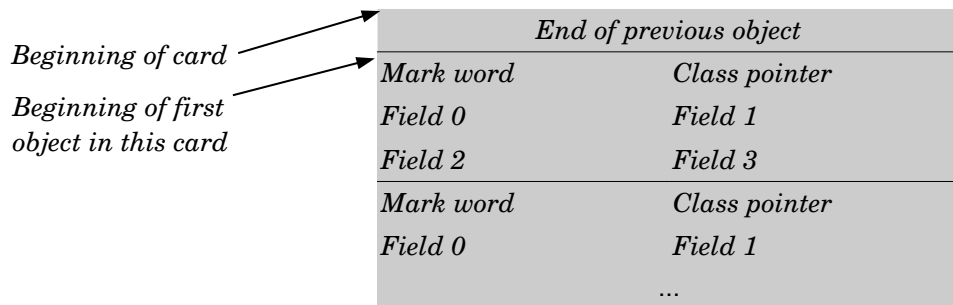 End of previous object
Beginning of card
Mark word Class pointer
Beginning of first
object in this card
Field 0 Field 1
Field 2 Field 3
Mark word Class pointer
Field 0 Field 1
...